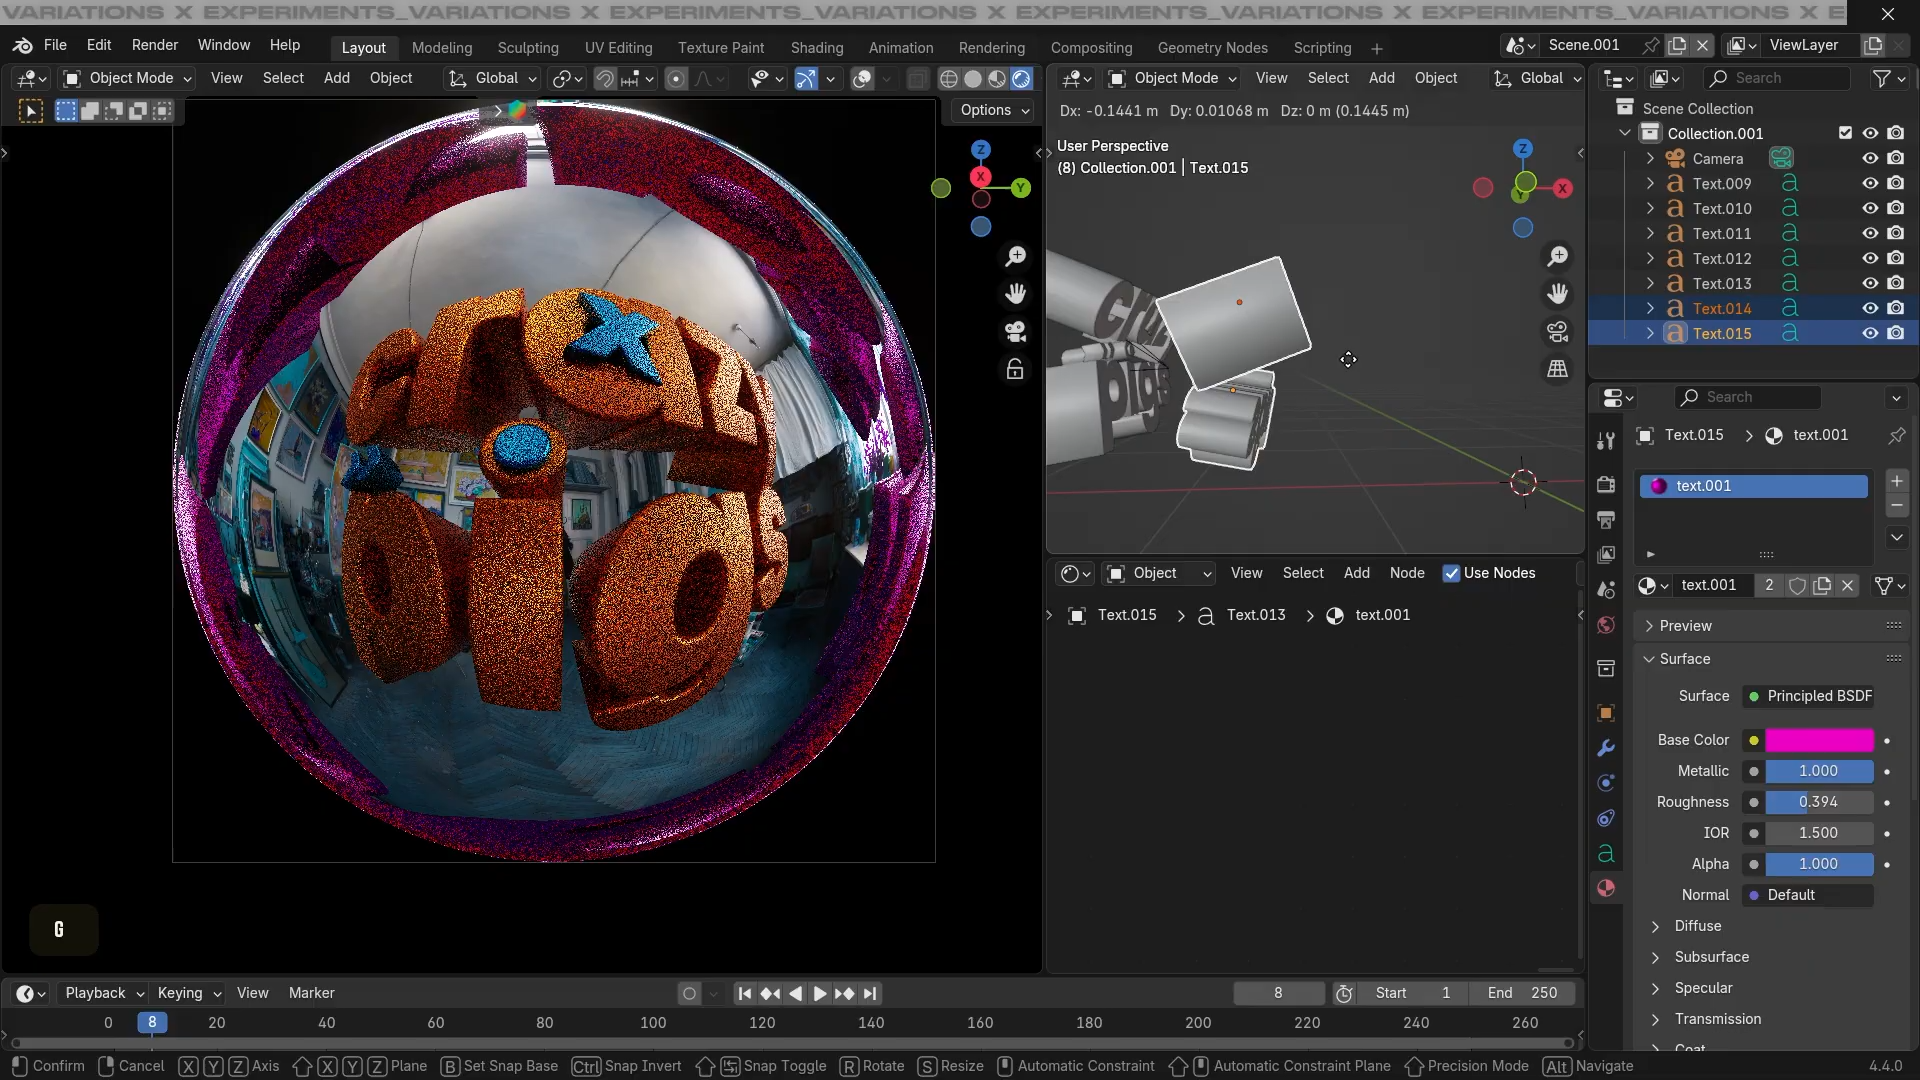 VARIATIONS X EXPERIMENTS_VARIATIONS X EXPERIMENTS_VARIATIONS X EXPERIMENTS_VARIATIONS X EXPERIMENTS_VARIATIONS X E
File Edit Render Window Help Layout Modeling Sculpting UV Editing Texture Paint Shading Animation Rendering Compositing Geometry Nodes Scripting + Scene.001 ViewLayer
Object Mode View Select Add Object Global
Object Mode View Select Add Object Global
Search
Options
Dx: -0.1441 m Dy: 0.01068 m Dz: 0 m (0.1445 m)
User Perspective
(8) Collection.001 | Text.015
Z
X
Y
Z
X
Y
Scene Collection
Collection.001
Camera
Text.009
Text.010
Text.011
Text.012
Text.013
Text.014
Text.015
Search
Text.015 > text.001
text.001
text.001 2
Preview
Surface
Surface Principled BSDF
Base Color
Metallic 1.000
Roughness 0.394
IOR 1.500
Alpha 1.000
Normal Default
Diffuse
Subsurface
Specular
Transmission
Coat
Object View Select Add Node Use Nodes
Text.015 > Text.013 > text.001
G
Playback Keying View Marker 8 Start 1 End 250
0 8 20 40 60 80 100 120 140 160 180 200 220 240 260
Confirm Cancel X Y Z Axis X Y Z Plane B Set Snap Base Ctrl Snap Invert Snap Toggle R Rotate S Resize Automatic Constraint Automatic Constraint Plane Precision Mode Alt Navigate 4.4.0